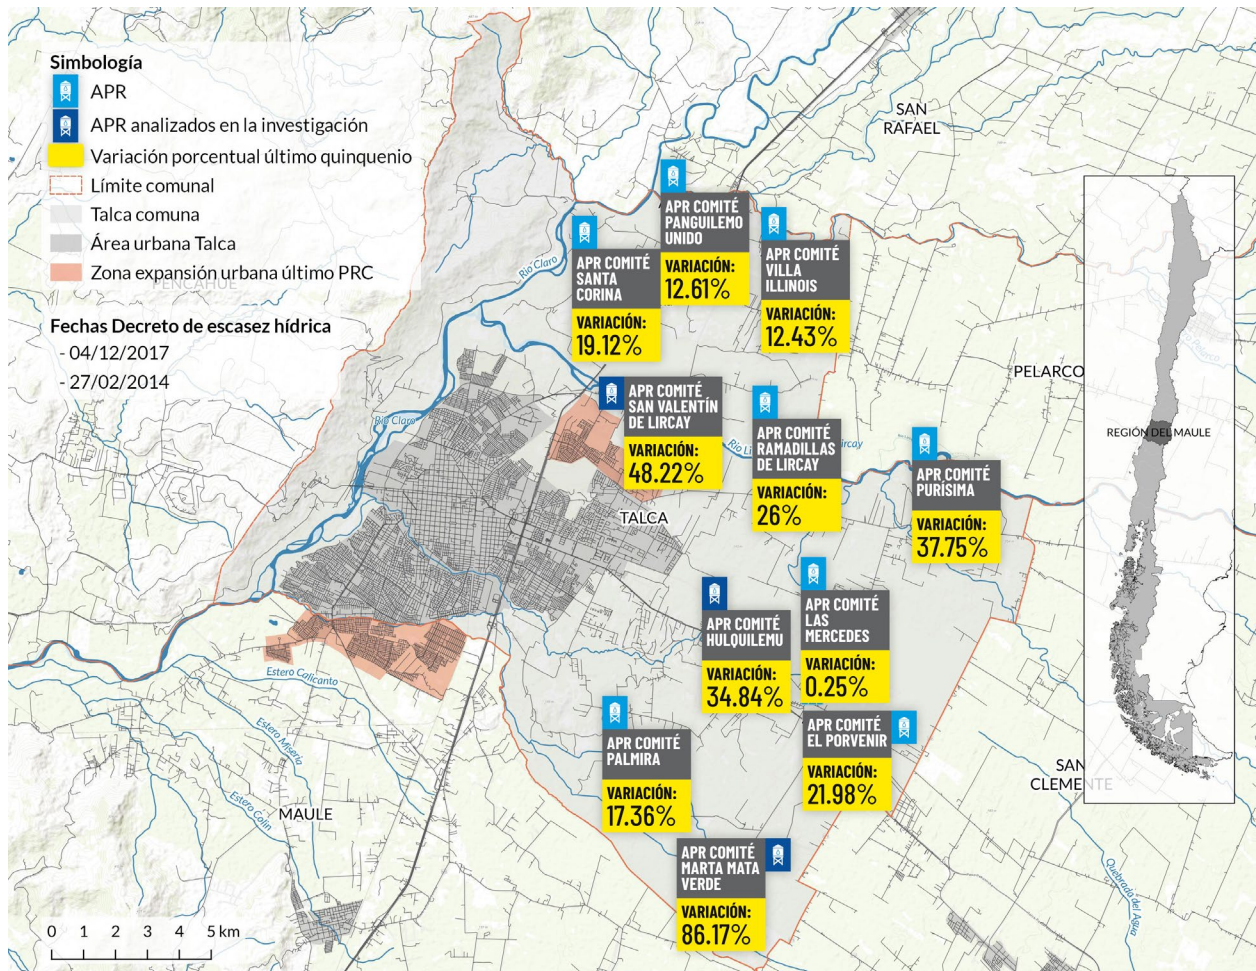 Simbología
APR
APR analizados en la investigación
Variación porcentual último quinquenio
Límite comunal
Talca comuna
Área urbana Talca
Zona expansión urbana último PRC
PENCAHUE
Fechas Decreto de escasez hídrica
- 04/12/2017
- 27/02/2014
SAN
RAFAEL
APR COMITÉ
PANGUILEMO
UNIDO
VARIACIÓN:
12.61%
APR COMITÉ
SANTA
CORINA
VARIACIÓN:
19.12%
APR COMITÉ
VILLA
ILLINOIS
VARIACIÓN:
12.43%
Río Claro
PELARCO
APR COMITÉ
SAN VALENTÍN
DE LIRCAY
VARIACIÓN:
48.22%
APR COMITÉ
RAMADILLAS
DE LIRCAY
VARIACIÓN:
26%
Río Claro
APR COMITÉ
PURÍSIMA
VARIACIÓN:
37.75%
REGIÓN DEL MAULE
TALCA
APR COMITÉ
HULQUILEMU
VARIACIÓN:
34.84%
APR COMITÉ
LAS
MERCEDES
VARIACIÓN:
0.25%
Estero Calicanto
Estero Miseria
Estero Colín
MAULE
APR COMITÉ
PALMIRA
VARIACIÓN:
17.36%
APR COMITÉ
EL PORVENIR
VARIACIÓN:
21.98%
SAN
CLEMENTE
APR COMITÉ
MARTA MATA
VERDE
VARIACIÓN:
86.17%
Quebrada del Agua
0 1 2 3 4 5 km